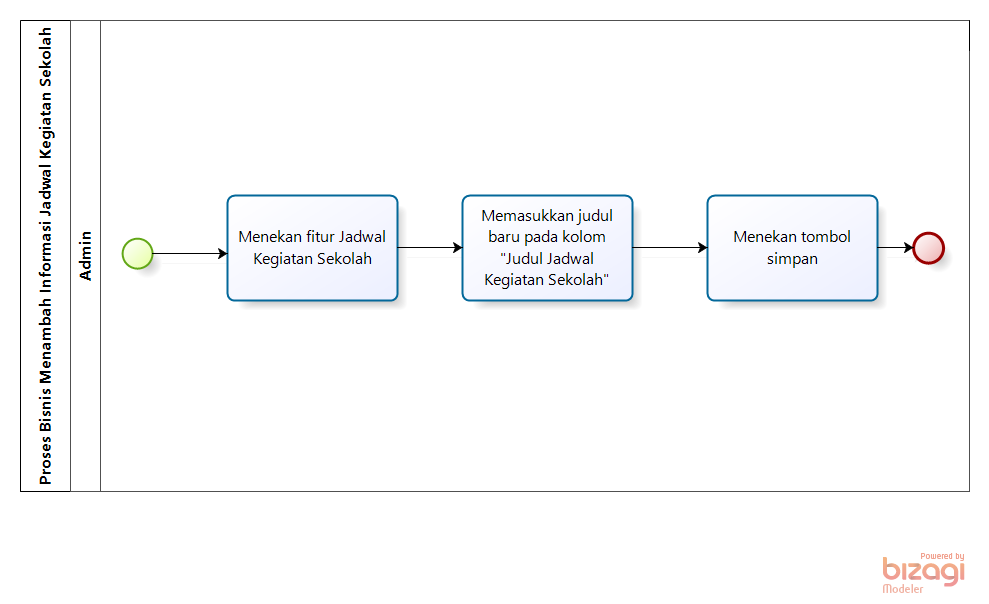 Proses Bisnis Menambah Informasi Jadwal Kegiatan Sekolah
Admin
Menekan fitur Jadwal
Kegiatan Sekolah
Memasukkan judul
baru pada kolom
"Judul Jadwal
Kegiatan Sekolah"
Menekan tombol
simpan
Powered by
bizagi
Modeler